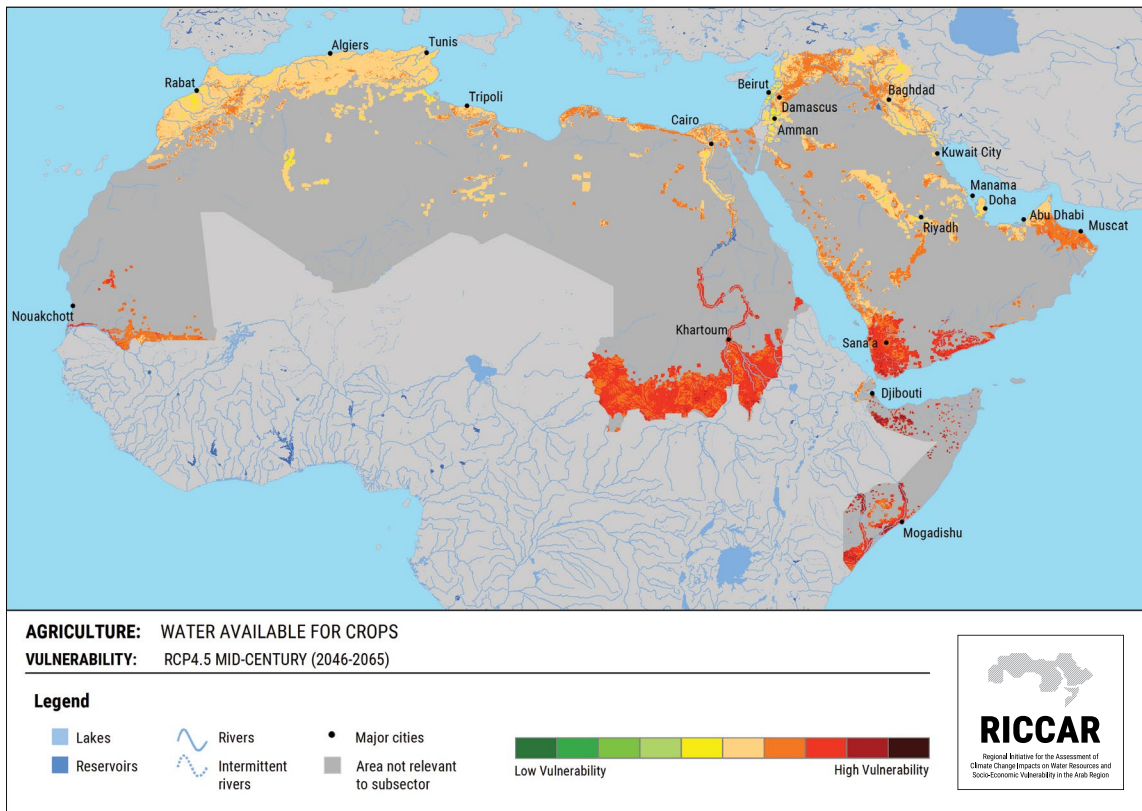 Algiers
Tunis
Rabat
Tripoli
Beirut
Damascus
Baghdad
Amman
Cairo
Kuwait City
Manama
Doha
Abu Dhabi
Muscat
Riyadh
Nouakchott
Khartoum
Sana'a
Djibouti
Mogadishu
AGRICULTURE: WATER AVAILABLE FOR CROPS
VULNERABILITY: RCP4.5 MID-CENTURY (2046-2065)
Legend
Lakes
Reservoirs
Rivers
Intermittent
rivers
Major cities
Area not relevant
to subsector
Low Vulnerability
High Vulnerability
RICCAR
Regional Initiative for the Assessment of
Climate Change Impacts on Water Resources and
Socio-Economic Vulnerability in the Arab Region